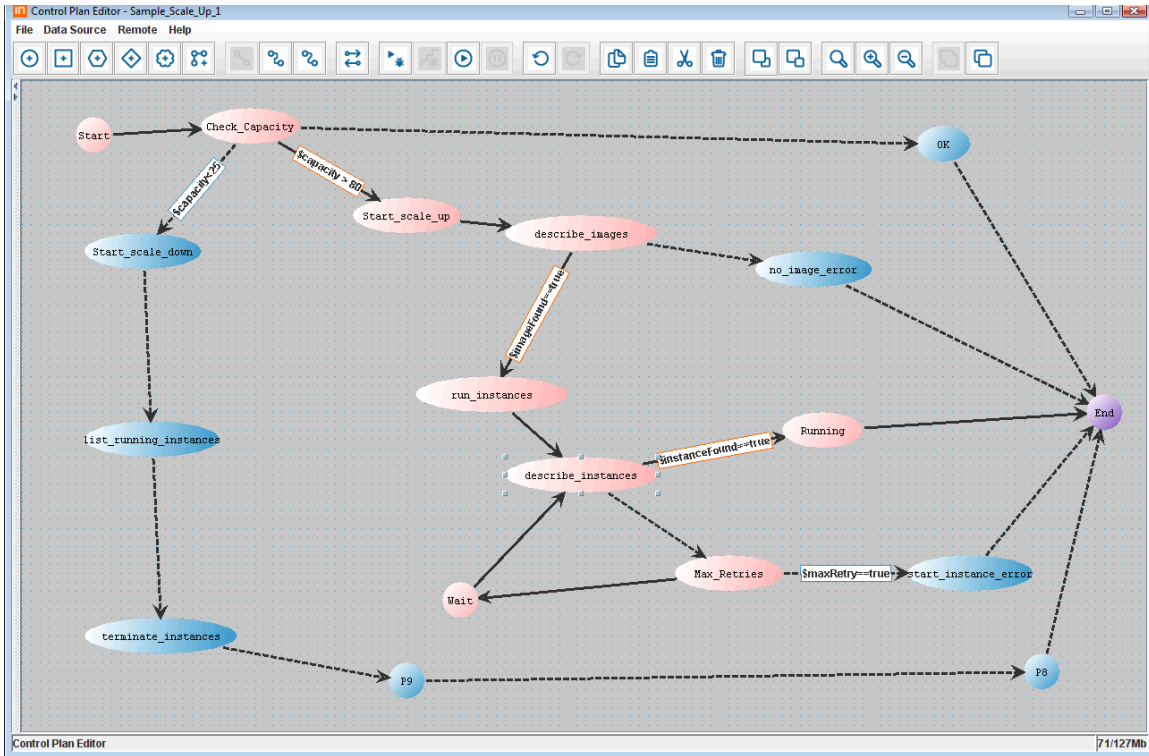 in Control Plan Editor - Sample_Scale_Up_1
File Data Source Remote Help
Start
Check_Capacity
OK
$capacity<25
$capacity > 80
Start_scale_up
describe_images
Start_scale_down
no_image_error
$imageFound==true
run_instances
End
Running
list_running_instances
$instanceFound==true
describe_instances
Max_Retries
$maxRetry==true
start_instance_error
Wait
terminate_instances
P9
P8
Control Plan Editor
71/127Mb